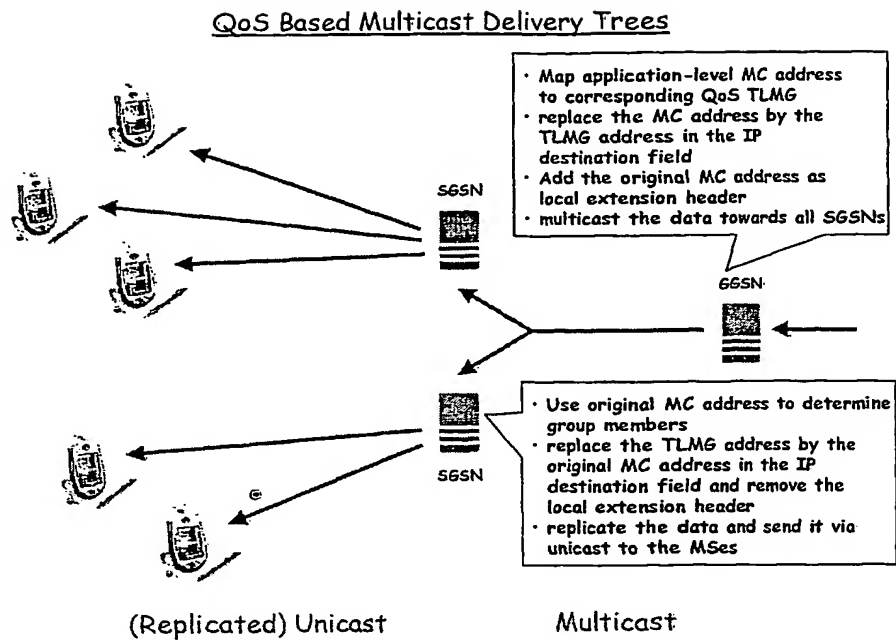 QoS Based Multicast Delivery Trees
· Map application-level MC address
to corresponding QoS TLMG
· replace the MC address by the
TLMG address in the IP
destination field
· Add the original MC address as
local extension header
· multicast the data towards all SGSNs
SGSN
GGSN
· Use original MC address to determine
group members
· replace the TLMG address by the
original MC address in the IP
destination field and remove the
local extension header
· replicate the data and send it via
unicast to the MSes
SGSN
(Replicated) Unicast
Multicast